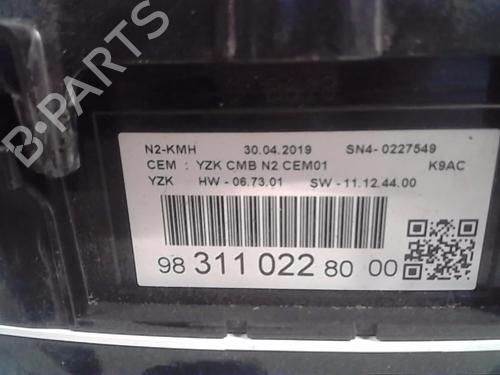 B-PARTS
N2-KMH 30.04.2019 SN4- 0227549
CEM : YZK CMB N2 CEM01 K9AC
YZK HW - 06.73.01 SW - 11.12.44.00
98 311 022 80 00